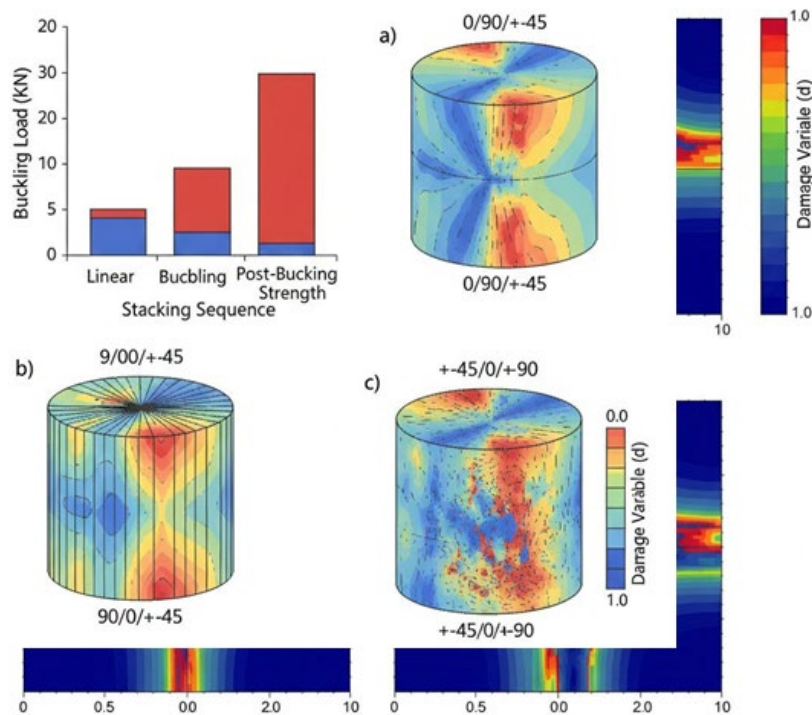 Buckling Load (KN)
20
30
20
10
5
0
Linear
Bucbling
Post-Bucking
Strength
Stacking Sequence
a)
0/90/+-45
0/90/+-45
10
1.0
Damage Variale (d)
1.0
b)
9/00/+-45
90/0/+-45
0
0.5
00
2.0
10
c)
+-45/0/+-90
+-45/0/+-90
0.0
Damage Variable (d)
1.0
0
0.5
00
2.0
10